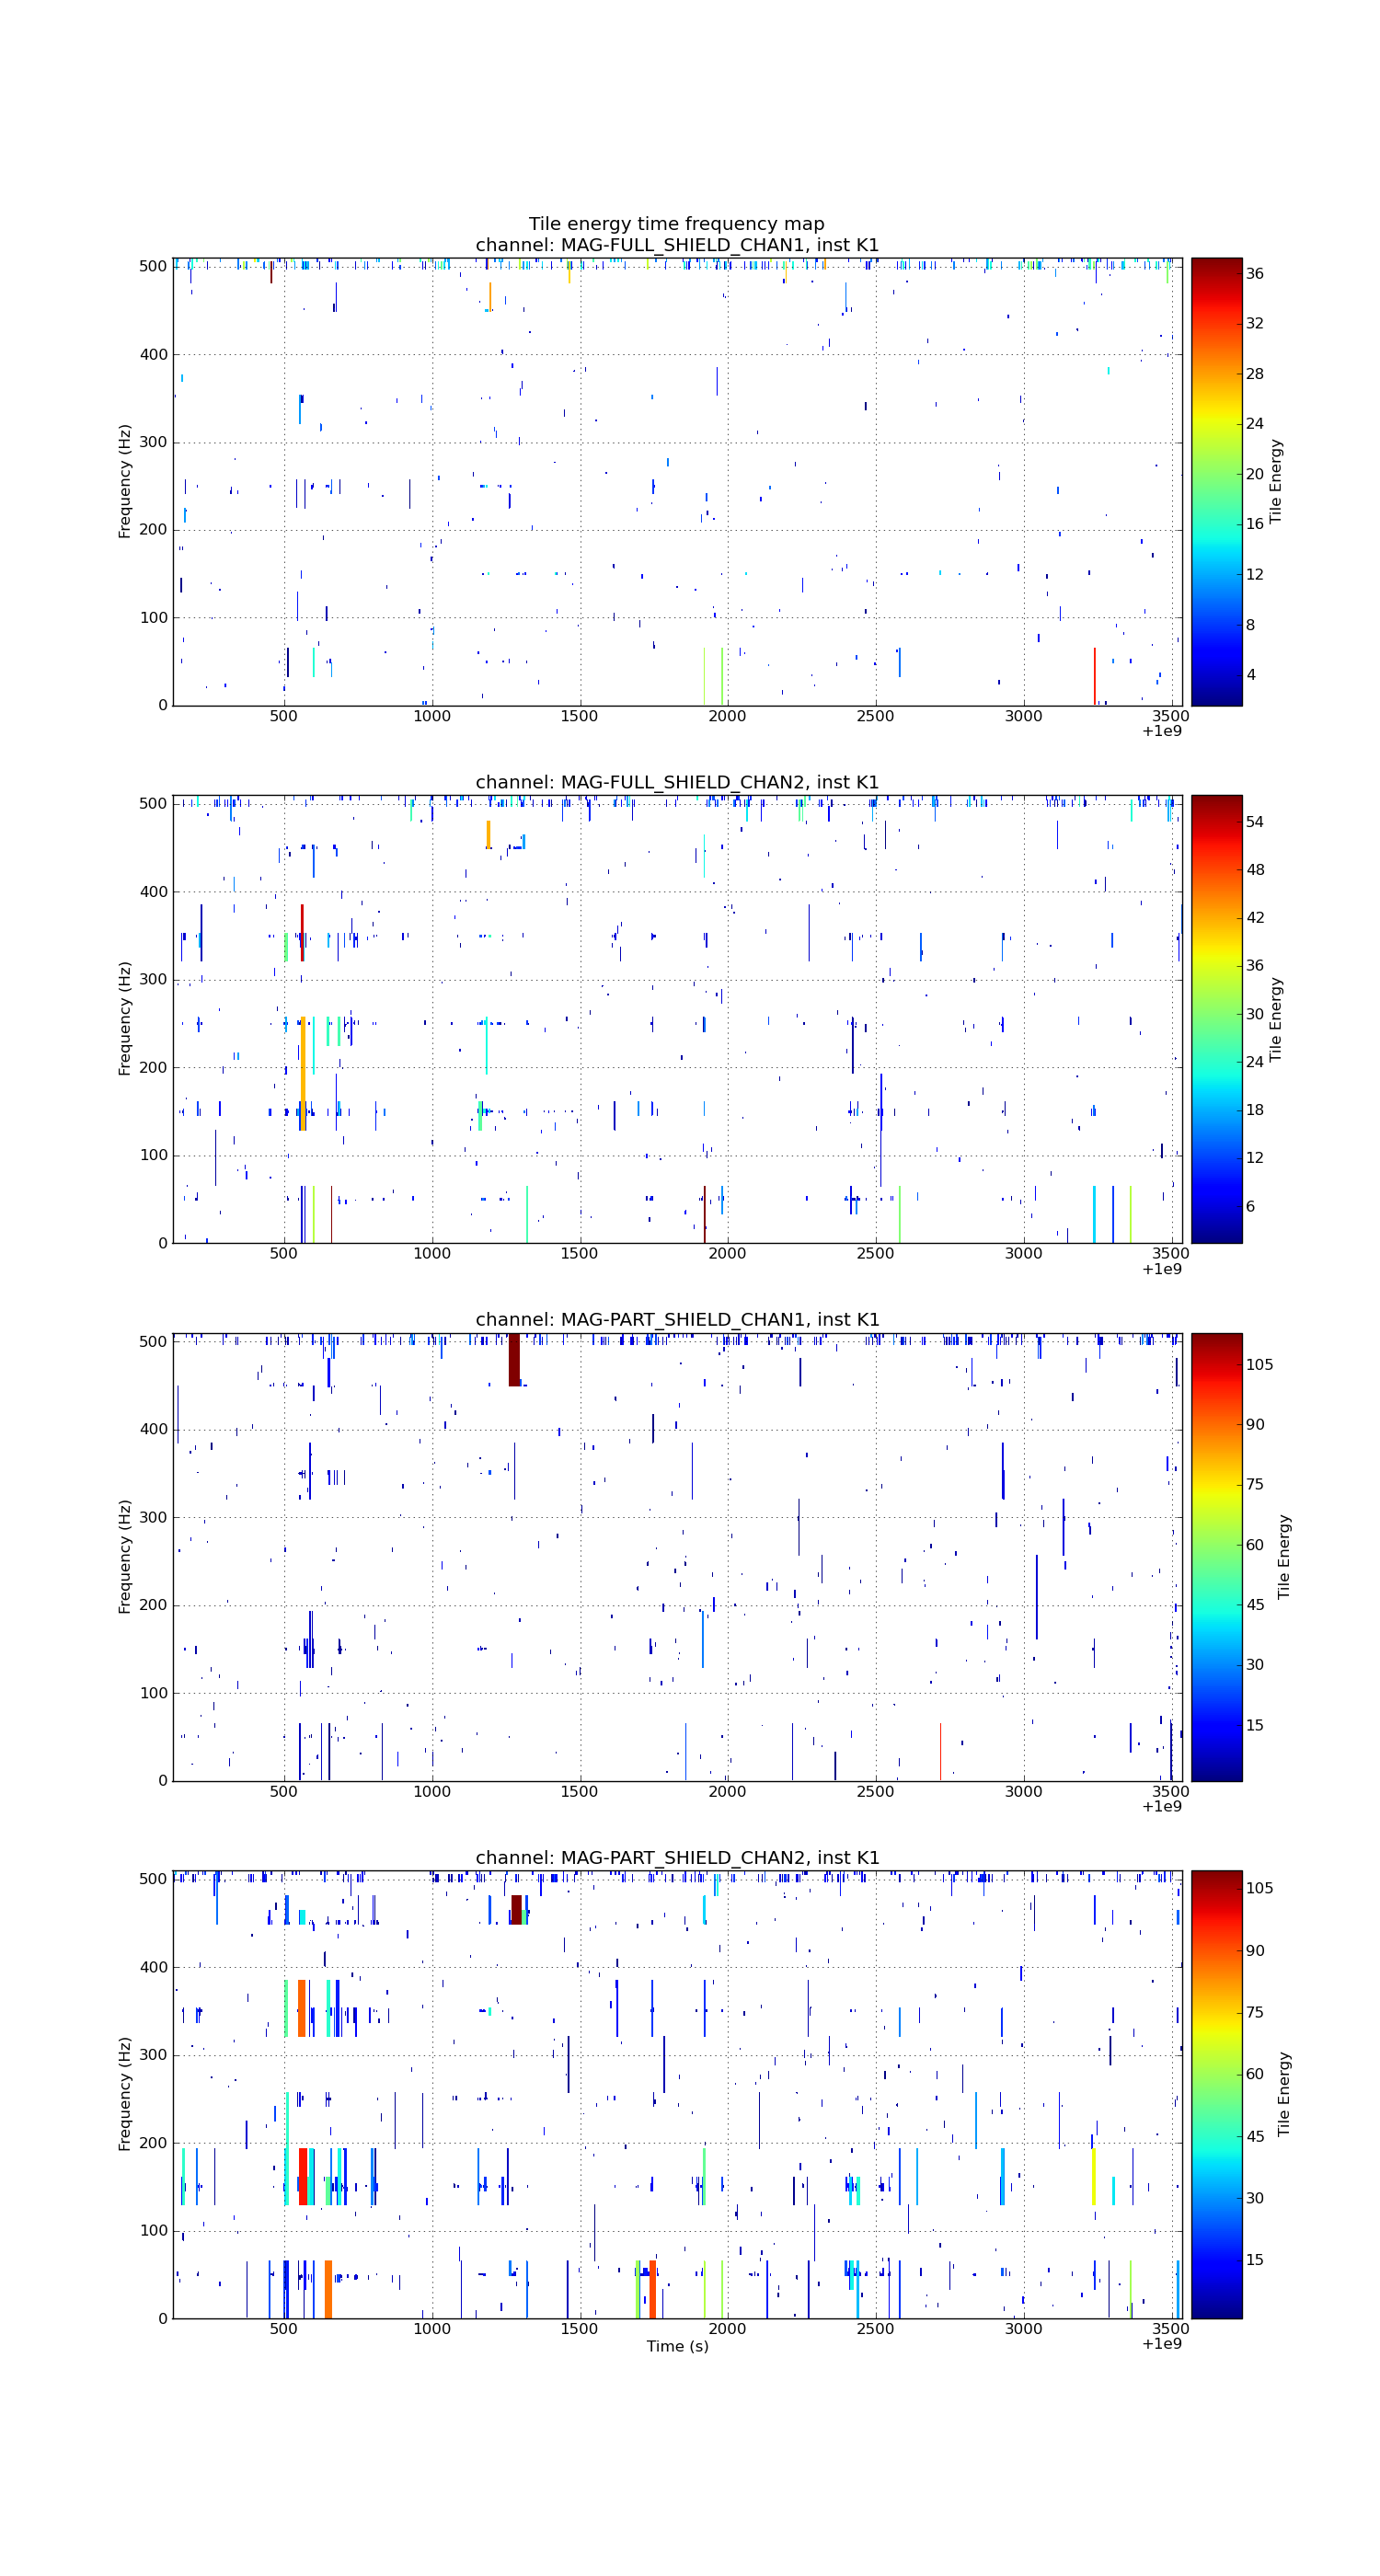 Tile energy time frequency map
channel: MAG-FULL_SHIELD_CHAN1, inst K1
500
400
300
200
100
0
Frequency (Hz)
500 1000 1500 2000 2500 3000 3500
+1e9
36
32
28
24
20
16
12
8
4
Tile Energy
channel: MAG-FULL_SHIELD_CHAN2, inst K1
500
400
300
200
100
0
Frequency (Hz)
500 1000 1500 2000 2500 3000 3500
+1e9
54
48
42
36
30
24
18
12
6
Tile Energy
channel: MAG-PART_SHIELD_CHAN1, inst K1
500
400
300
200
100
0
Frequency (Hz)
500 1000 1500 2000 2500 3000 3500
+1e9
105
90
75
60
45
30
15
Tile Energy
channel: MAG-PART_SHIELD_CHAN2, inst K1
500
400
300
200
100
0
Frequency (Hz)
500 1000 1500 2000 2500 3000 3500
Time (s)
+1e9
105
90
75
60
45
30
15
Tile Energy